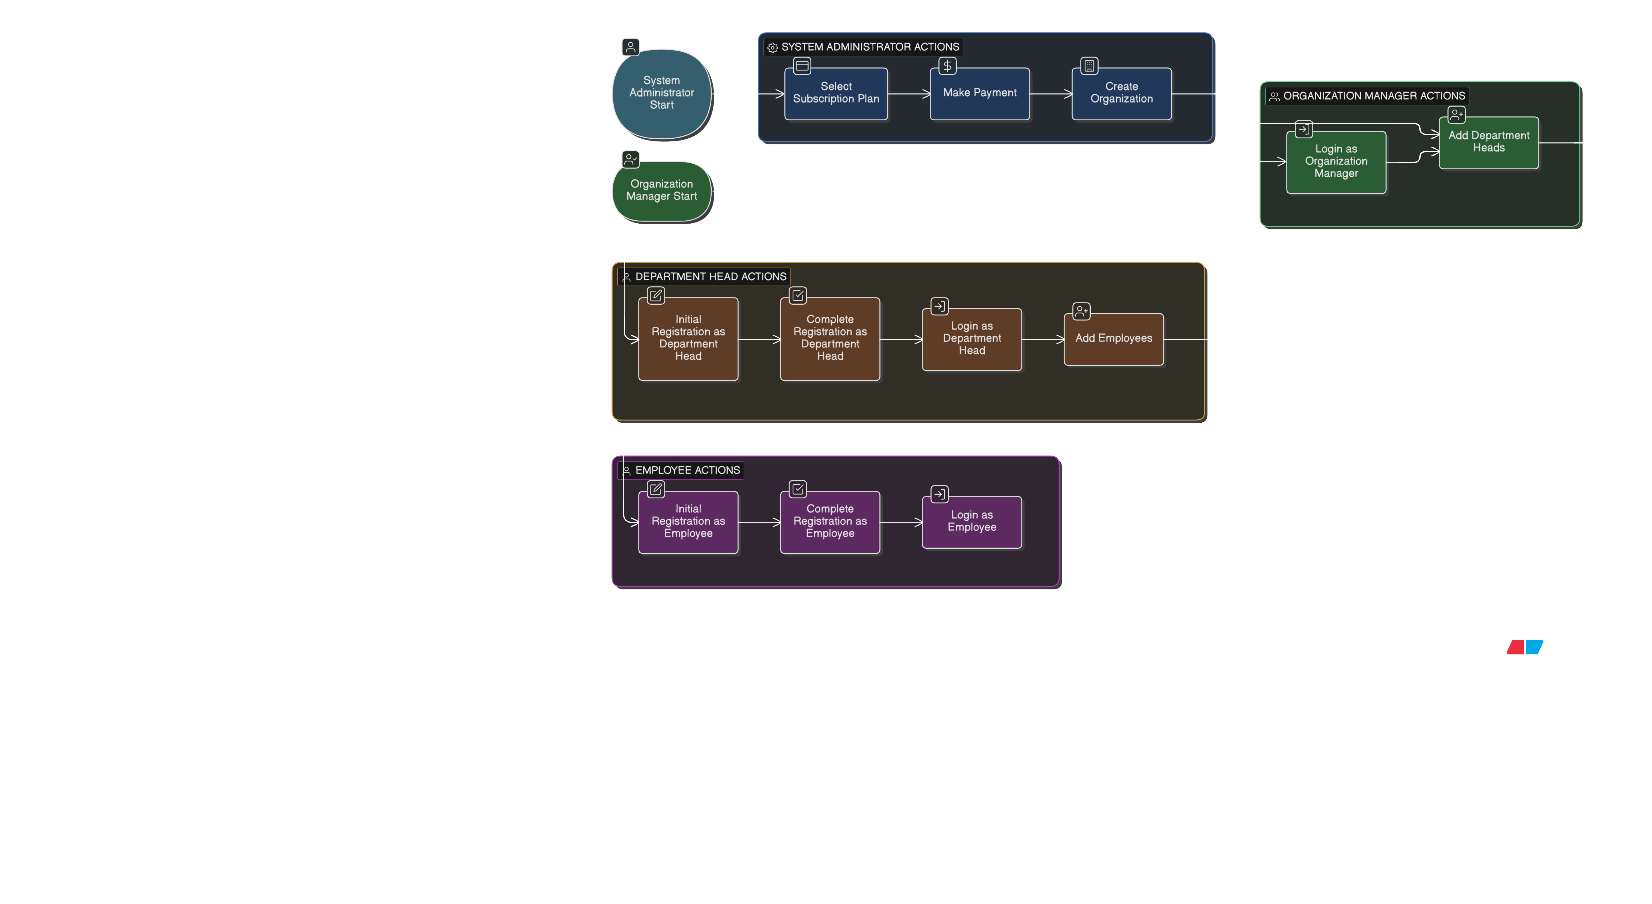 System
Administrator
Start
SYSTEM ADMINISTRATOR ACTIONS
Select
Subscription Plan
Make Payment
Create
Organization
ORGANIZATION MANAGER ACTIONS
Login as
Organization
Manager
Add Department
Heads
Organization
Manager Start
DEPARTMENT HEAD ACTIONS
Initial
Registration as
Department
Head
Complete
Registration as
Department
Head
Login as
Department
Head
Add Employees
EMPLOYEE ACTIONS
Initial
Registration as
Employee
Complete
Registration as
Employee
Login as
Employee